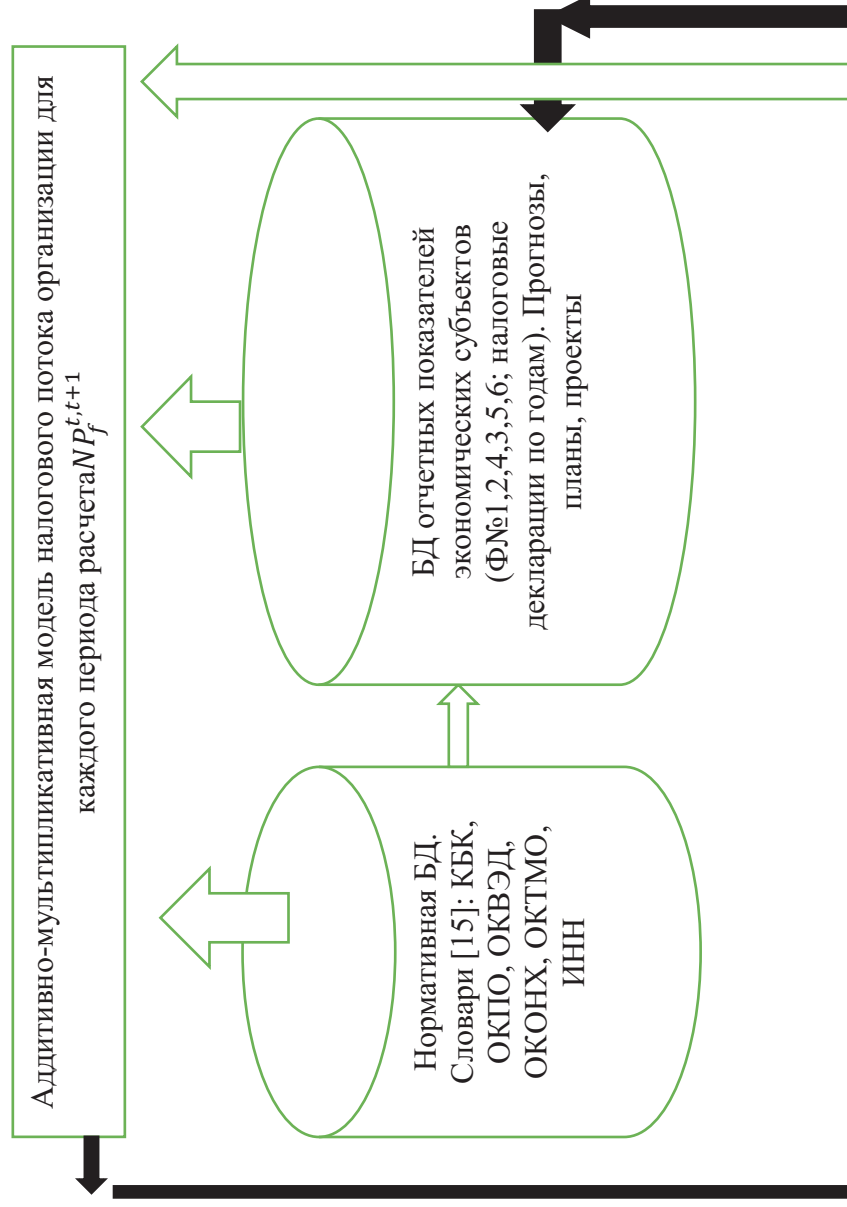 Аддитивно-мультипликативная модель налогового потока организации для
каждого периода расчета$NP_f^{t,t+1}$
Нормативная БД.
Словари [15]: КБК,
ОКПО, ОКВЭД,
ОКОНХ, ОКТМО,
ИНН
БД отчетных показателей
экономических субъектов
(Ф№1,2,4,3,5,6; налоговые
декларации по годам). Прогнозы,
планы, проекты